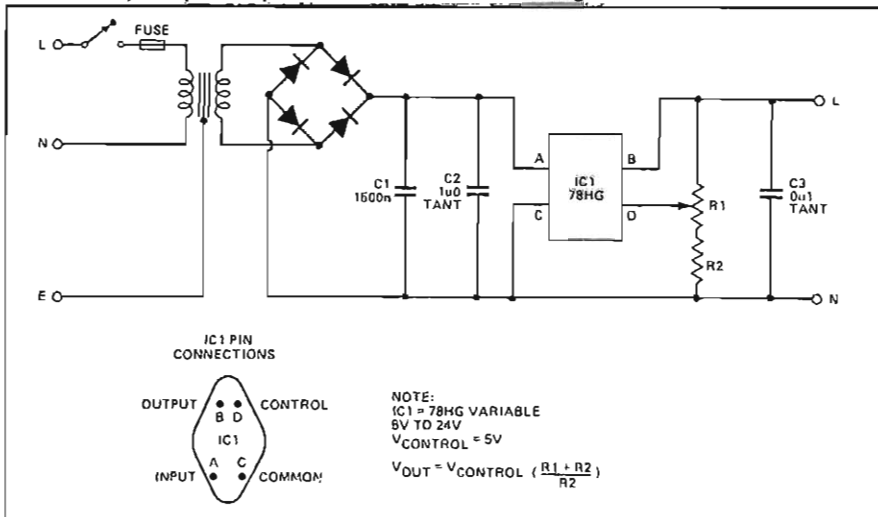 FUSE
L
N
E
C1
1500n
C2
1u0
TANT
A
B
IC1
78HG
C
D
R1
R2
C3
0u1
TANT
L
N
IC1 PIN
CONNECTIONS
OUTPUT
CONTROL
B D
IC1
INPUT
A C
COMMON
NOTE:
IC1 = 78HG VARIABLE
5V TO 24V
VCONTROL = 5V
VOUT = VCONTROL ( R1 + R2 / R2 )